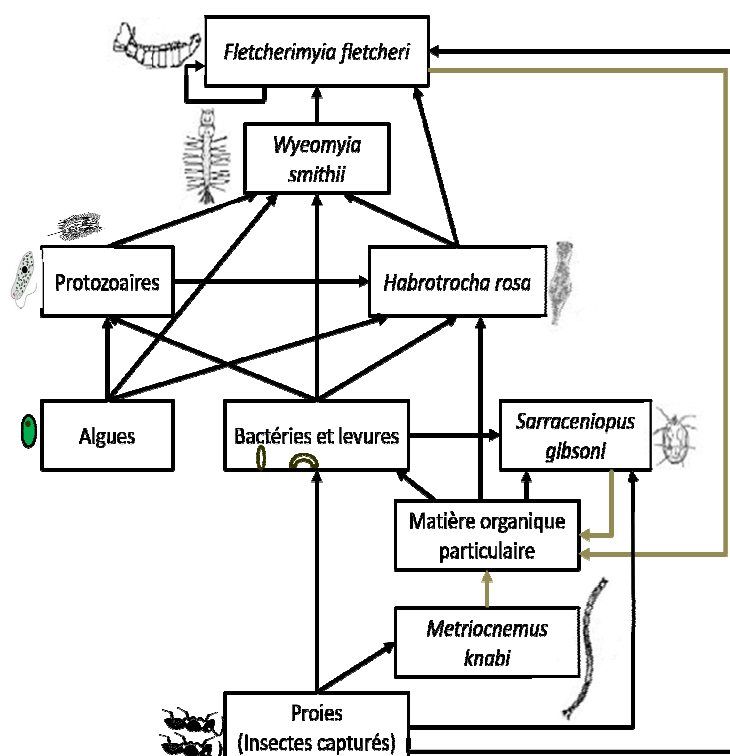 Fletcherimyia fletcheri
Wyeomyia
smithii
Protozoaires
Habrotrocha rosa
Algues
Bactéries et levures
Sarraceniopus
gibsoni
Matière organique
particulaire
Metriocnemus
knabi
Proies
(Insectes capturés)